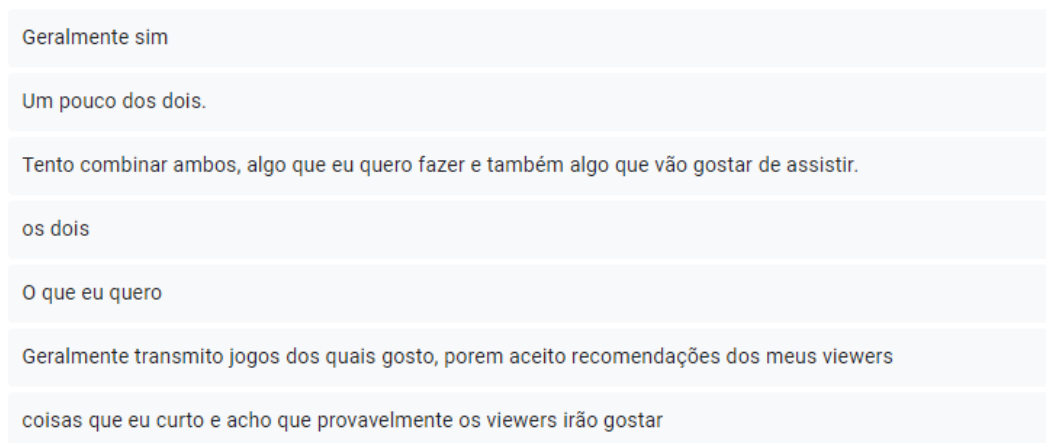 Geralmente sim
Um pouco dos dois.
Tento combinar ambos, algo que eu quero fazer e também algo que vão gostar de assistir.
os dois
O que eu quero
Geralmente transmito jogos dos quais gosto, porem aceito recomendações dos meus viewers
coisas que eu curto e acho que provavelmente os viewers irão gostar